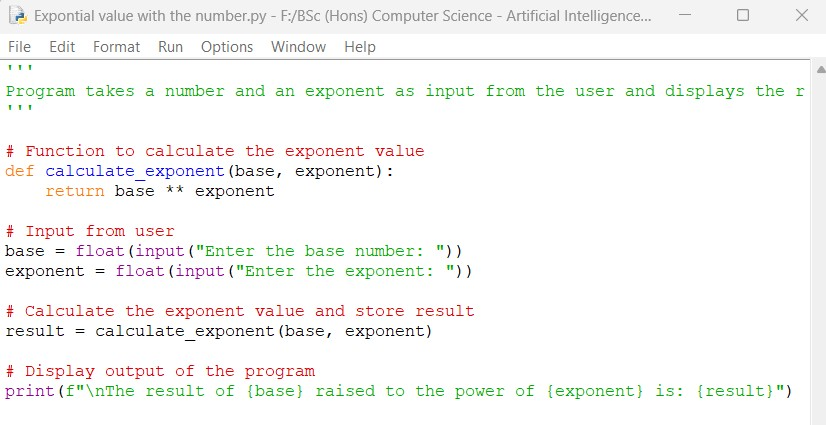 Expontial value with the number.py - F:/BSc (Hons) Computer Science - Artificial Intelligence...
File Edit Format Run Options Window Help
'''
Program takes a number and an exponent as input from the user and displays the r
'''
# Function to calculate the exponent value
def calculate_exponent(base, exponent):
    return base ** exponent
# Input from user
base = float(input("Enter the base number: "))
exponent = float(input("Enter the exponent: "))
# Calculate the exponent value and store result
result = calculate_exponent(base, exponent)
# Display output of the program
print(f"\nThe result of {base} raised to the power of {exponent} is: {result}")